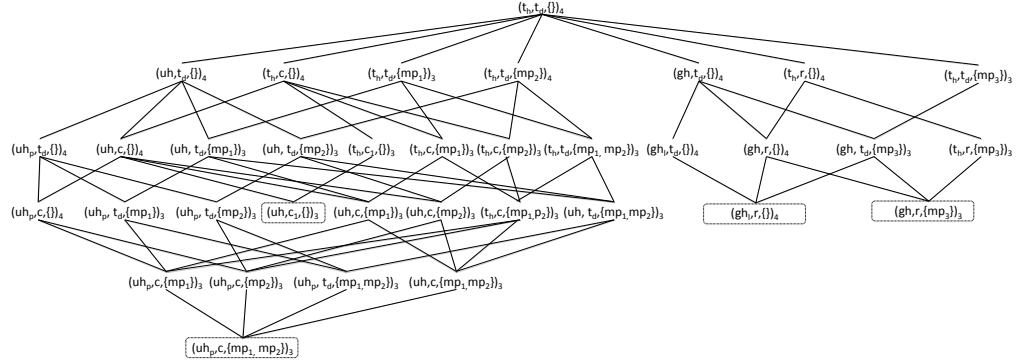 (t_h,t_d,{})_4
(uh,t_d,{})_4 (t_h,c,{})_4 (t_h,t_d,{mp_1})_3 (t_h,t_d,{mp_2})_4 (gh,t_d,{})_4 (t_h,r,{})_4 (t_h,t_d,{mp_3})_3
(uh_p,t_d,{})_4 (uh,c,{})_4 (uh, t_d,{mp_1})_3 (uh, t_d,{mp_2})_3 (t_h,c_1,{})_3 (t_h,c,{mp_1})_3 (t_h,c,{mp_2})_3 (t_h,t_d,{mp_1, mp_2})_3 (gh_l,t_d,{})_4 (gh,r,{})_4 (gh, t_d,{mp_3})_3 (t_h,r,{mp_3})_3
(uh_p,c,{})_4 (uh_p, t_d,{mp_1})_3 (uh_p, t_d,{mp_2})_3 (uh,c_1,{})_3 (uh,c,{mp_1})_3 (uh,c,{mp_2})_3 (t_h,c,{mp_1,p2})_3 (uh, t_d,{mp_1,mp_2})_3 (gh_l,r,{})_4 (gh,r,{mp_3})_3
(uh_p,c,{mp_1})_3 (uh_p,c,{mp_2})_3 (uh_p, t_d,{mp_1,mp_2})_3 (uh,c,{mp_1,mp_2})_3
(uh_p,c,{mp_1, mp_2})_3